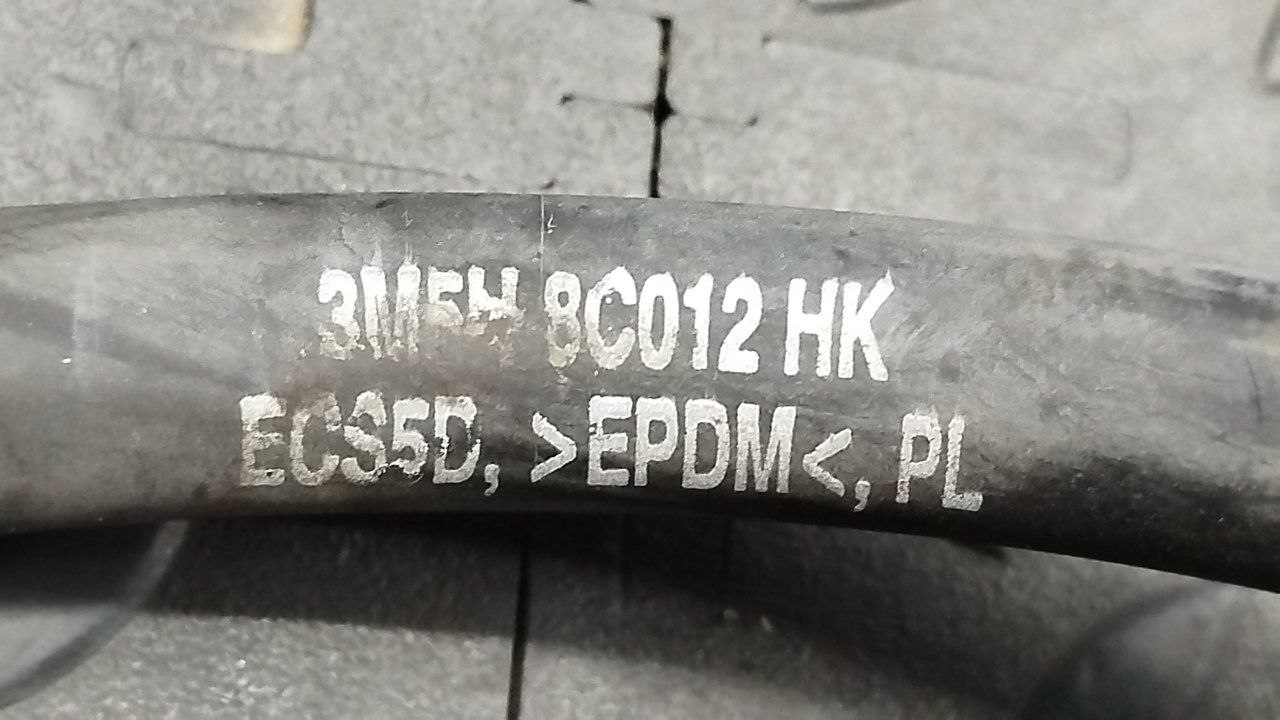 3M5H 8C012 HK
ECS5D, >EPDM<, PL